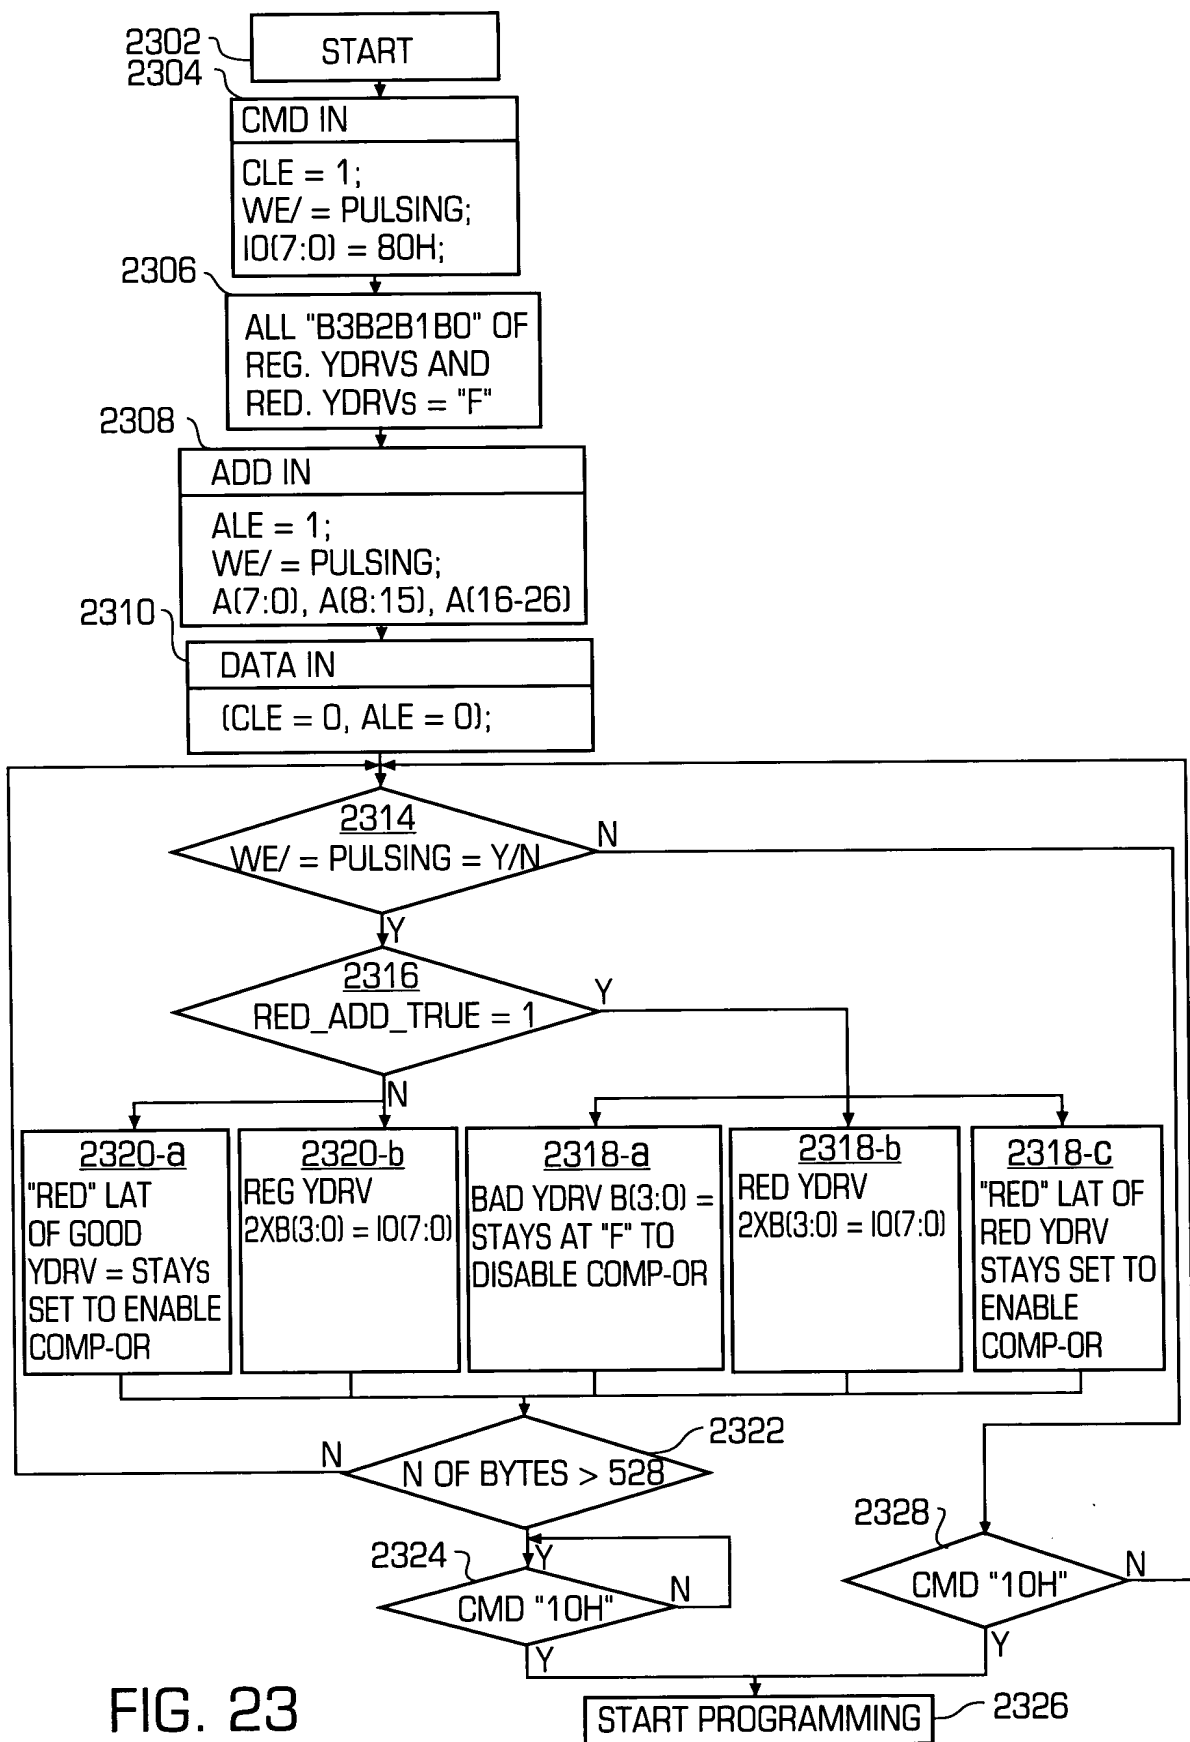 2302
START
2304
CMD IN
CLE = 1;
WE/ = PULSING;
IO(7:0) = 80H;
2306
ALL "B3B2B1B0" OF
REG. YDRVS AND
RED. YDRVs = "F"
2308
ADD IN
ALE = 1;
WE/ = PULSING;
A(7:0), A(8:15), A(16-26)
2310
DATA IN
(CLE = 0, ALE = 0);
2314
WE/ = PULSING = Y/N
N
Y
2316
RED_ADD_TRUE = 1
Y
N
2320-a
"RED" LAT
OF GOOD
YDRV = STAYs
SET TO ENABLE
COMP-OR
2320-b
REG YDRV
2XB(3:0) = IO(7:0)
2318-a
BAD YDRV B(3:0) =
STAYS AT "F" TO
DISABLE COMP-OR
2318-b
RED YDRV
2XB(3:0) = IO(7:0)
2318-c
"RED" LAT OF
RED YDRV
STAYS SET TO
ENABLE
COMP-OR
2322
N
N OF BYTES > 528
Y
2324
CMD "10H"
N
Y
2328
CMD "10H"
N
Y
START PROGRAMMING
2326
FIG. 23